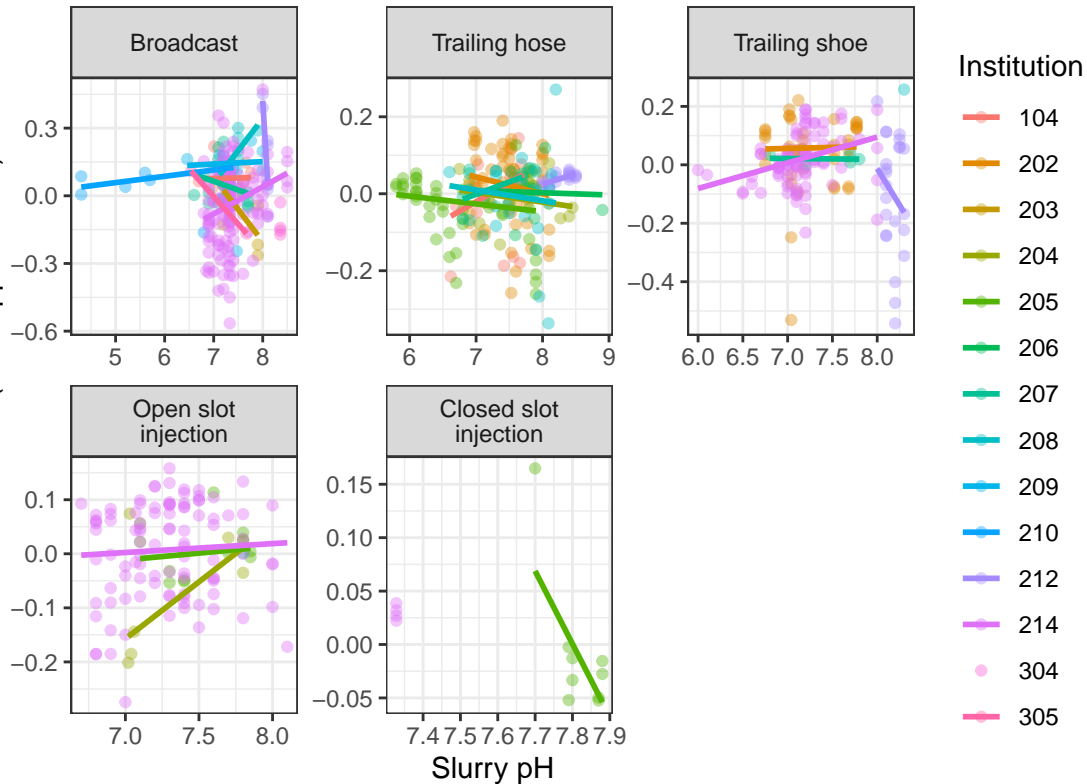 Broadcast
Trailing hose
Trailing shoe
0.3
0.0
−0.3
−0.6
5 6 7 8
0.2
0.0
−0.2
6 7 8 9
0.2
0.0
−0.2
−0.4
6.0 6.5 7.0 7.5 8.0
Open slot
injection
Closed slot
injection
0.1
0.0
−0.1
−0.2
7.0 7.5 8.0
0.15
0.10
0.05
0.00
−0.05
7.4 7.5 7.6 7.7 7.8 7.9
Slurry pH
Institution
104
202
203
204
205
206
207
208
209
210
212
214
304
305